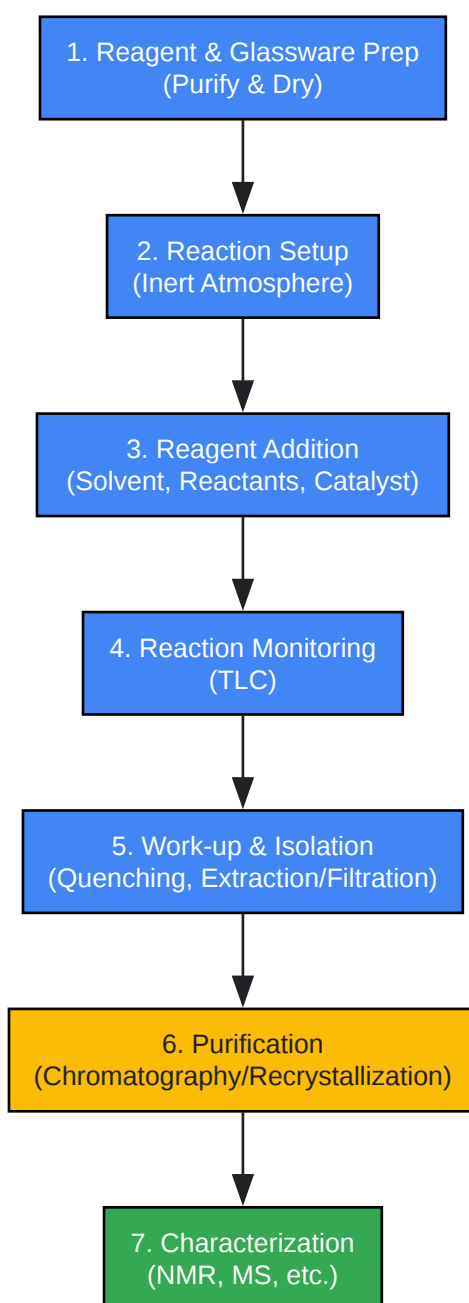 1. Reagent & Glassware Prep
(Purify & Dry)
2. Reaction Setup
(Inert Atmosphere)
3. Reagent Addition
(Solvent, Reactants, Catalyst)
4. Reaction Monitoring
(TLC)
5. Work-up & Isolation
(Quenching, Extraction/Filtration)
6. Purification
(Chromatography/Recrystallization)
7. Characterization
(NMR, MS, etc.)